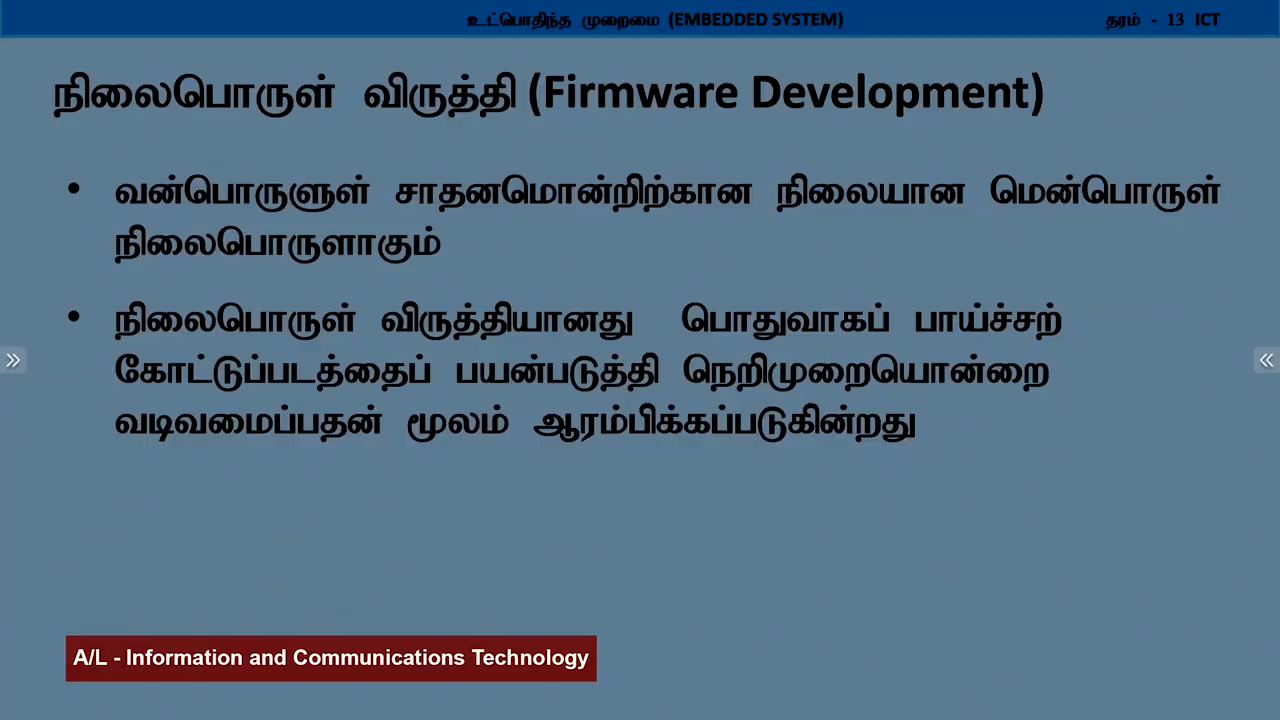 உட்பொதிந்த முறைமை (EMBEDDED SYSTEM) தரம் - 13 ICT
நிலைபொருள் விருத்தி (Firmware Development)
• வன்பொருளுள் சாதனமொன்றிற்கான நிலையான மென்பொருள்
நிலைபொருளாகும்
• நிலைபொருள் விருத்தியானது பொதுவாகப் பாய்ச்சற்
கோட்டுப்படத்தைப் பயன்படுத்தி நெறிமுறையொன்றை
வடிவமைப்பதன் மூலம் ஆரம்பிக்கப்படுகின்றது
A/L - Information and Communications Technology